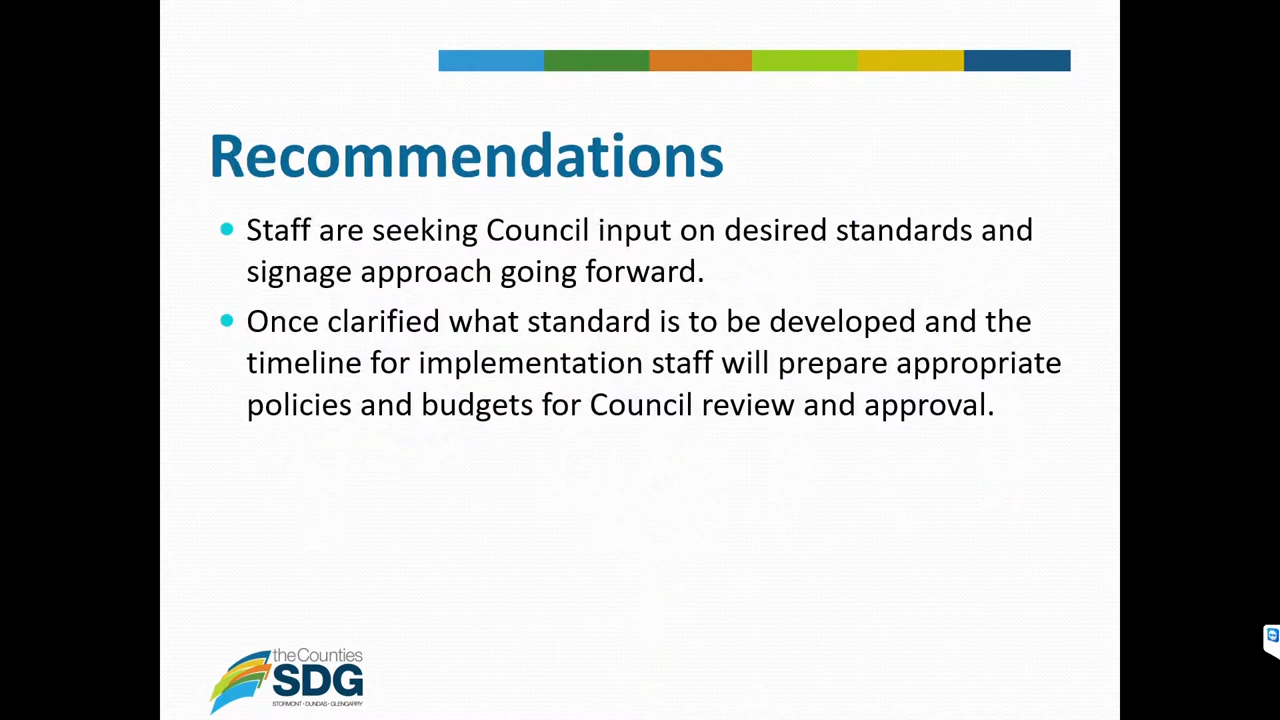 Recommendations
Staff are seeking Council input on desired standards and
signage approach going forward.
Once clarified what standard is to be developed and the
timeline for implementation staff will prepare appropriate
policies and budgets for Council review and approval.
theCounties
SDG
STORMONT • DUNDAS • GLENGARRY